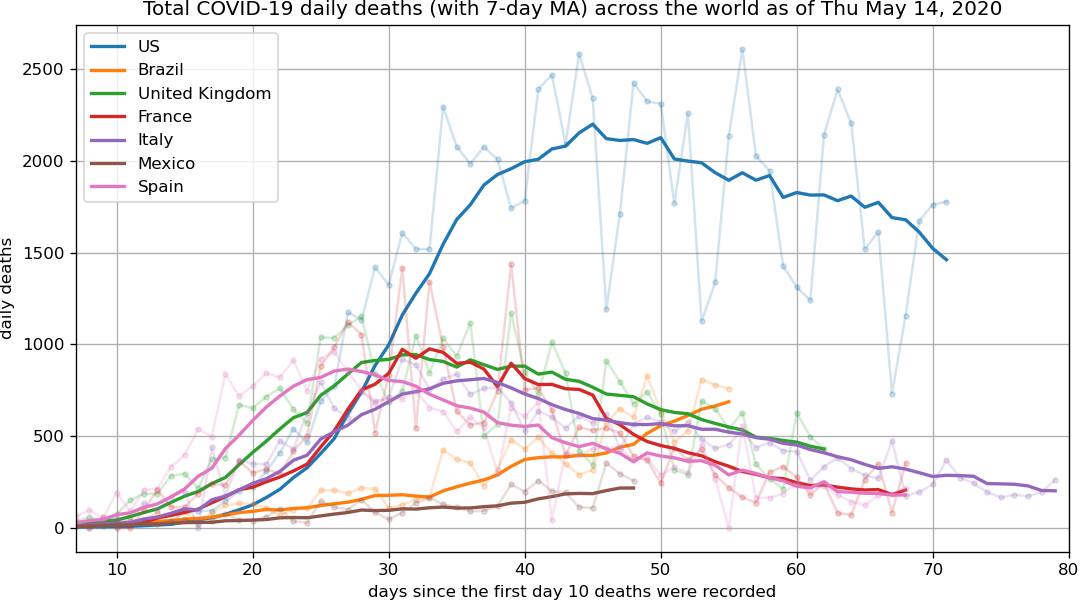 Total COVID-19 daily deaths (with 7-day MA) across the world as of Thu May 14, 2020
US
Brazil
United Kingdom
France
Italy
Mexico
Spain
2500
2000
1500
1000
500
0
daily deaths
10 20 30 40 50 60 70 80
days since the first day 10 deaths were recorded